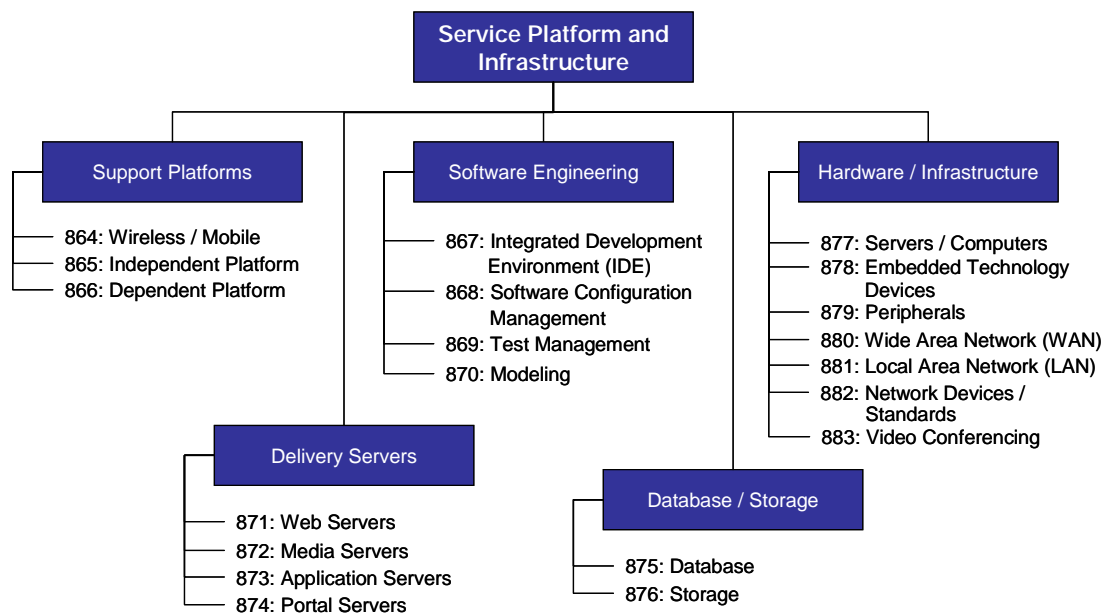 Service Platform and
Infrastructure
Support Platforms
864: Wireless / Mobile
865: Independent Platform
866: Dependent Platform
Software Engineering
867: Integrated Development
Environment (IDE)
868: Software Configuration
Management
869: Test Management
870: Modeling
Hardware / Infrastructure
877: Servers / Computers
878: Embedded Technology
Devices
879: Peripherals
880: Wide Area Network (WAN)
881: Local Area Network (LAN)
882: Network Devices /
Standards
883: Video Conferencing
Delivery Servers
871: Web Servers
872: Media Servers
873: Application Servers
874: Portal Servers
Database / Storage
875: Database
876: Storage